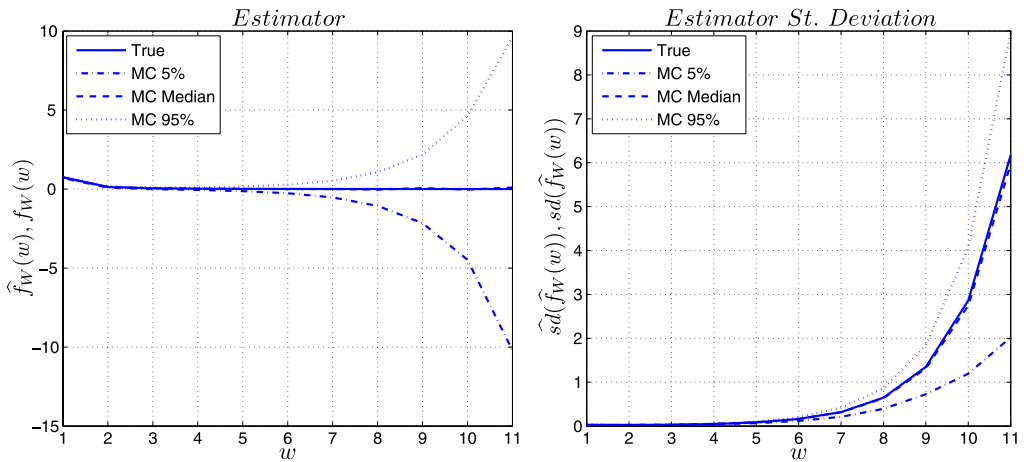 Estimator
10
5
0
−5
−10
−15
1 2 3 4 5 6 7 8 9 10 11
w
f̂_W(w), f_W(w)
True
MC 5%
MC Median
MC 95%
Estimator St. Deviation
9
8
7
6
5
4
3
2
1
0
1 2 3 4 5 6 7 8 9 10 11
w
s͡d(f̂_W(w)), sd(f̂_W(w))
True
MC 5%
MC Median
MC 95%